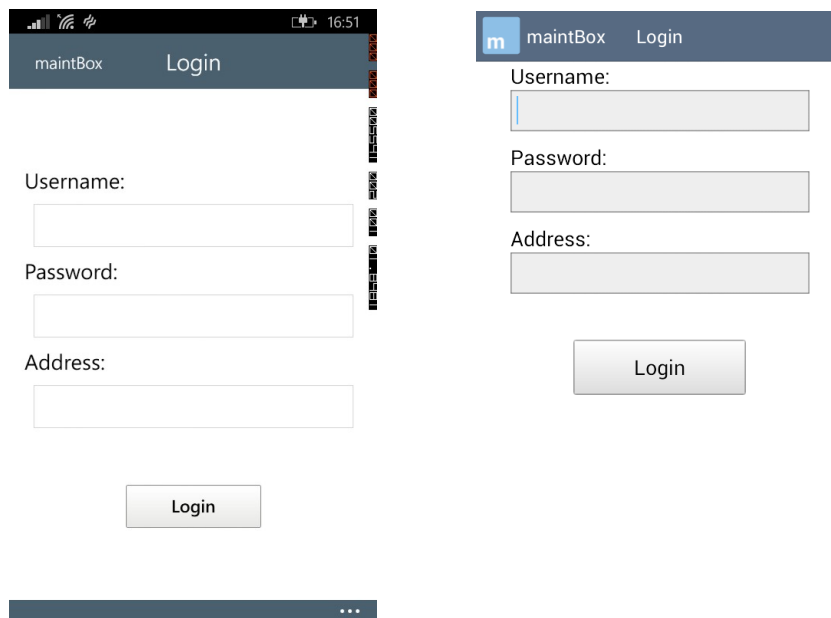 16:51
maintBox Login
Username:
Password:
Address:
Login
m maintBox Login
Username:
Password:
Address:
Login